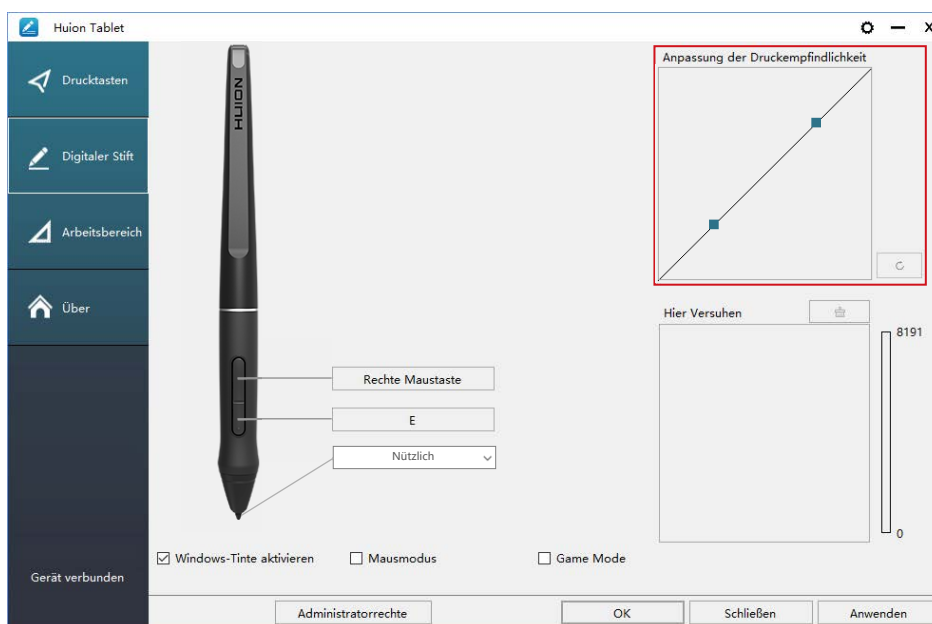 Huion Tablet
Drucktasten
Digitaler Stift
Arbeitsbereich
Über
Gerät verbunden
HUION
Rechte Maustaste
E
Nützlich
Windows-Tinte aktivieren
Mausmodus
Game Mode
Anpassung der Druckempfindlichkeit
Hier Versuhen
8191
0
Administratorrechte
OK
Schließen
Anwenden